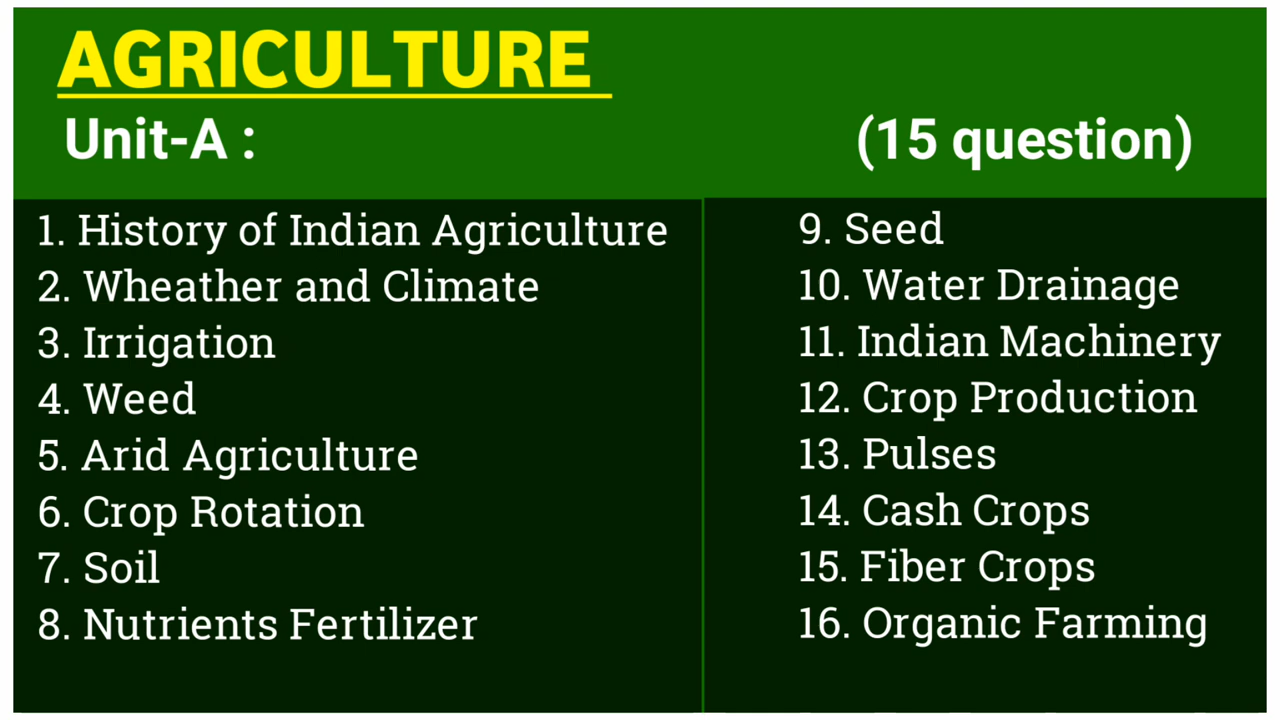 AGRICULTURE
Unit-A :
(15 question)
1. History of Indian Agriculture
2. Wheather and Climate
3. Irrigation
4. Weed
5. Arid Agriculture
6. Crop Rotation
7. Soil
8. Nutrients Fertilizer
9. Seed
10. Water Drainage
11. Indian Machinery
12. Crop Production
13. Pulses
14. Cash Crops
15. Fiber Crops
16. Organic Farming